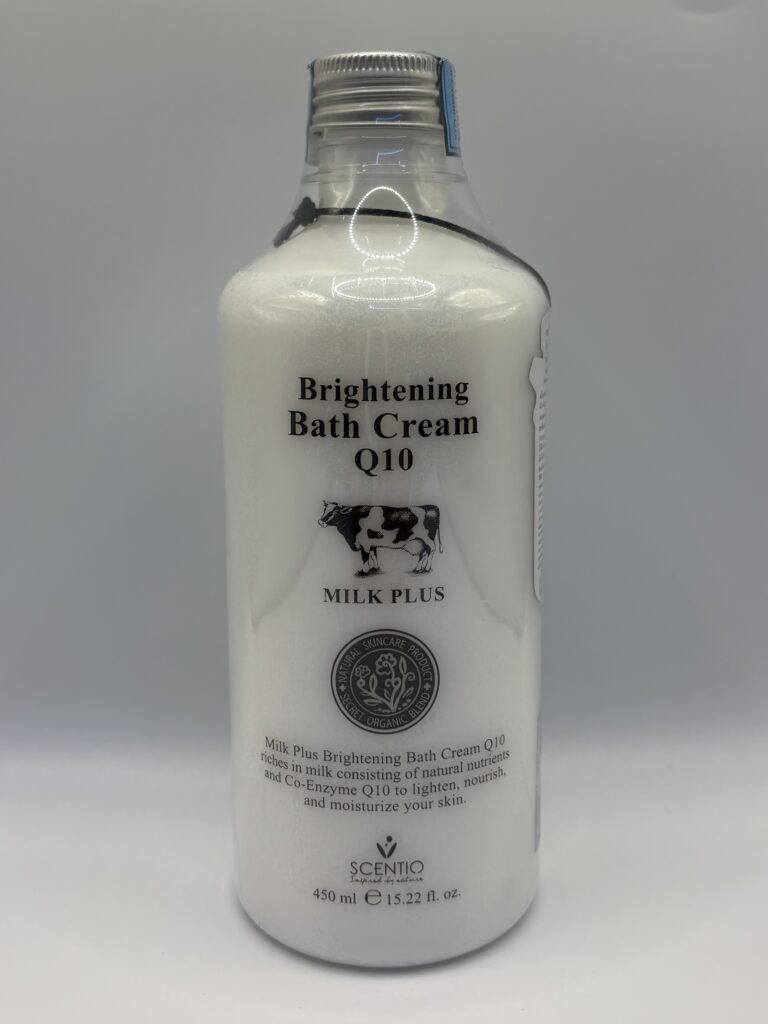 Brightening
Bath Cream
Q10
MILK PLUS
NATURAL SKINCARE PRODUCT
SECRET ORGANIC BLEND
Milk Plus Brightening Bath Cream Q10
riches in milk consisting of natural nutrients
and Co-Enzyme Q10 to lighten, nourish,
and moisturize your skin.
SCENTIO
Inspired by nature
450 ml ℮ 15.22 fl. oz.